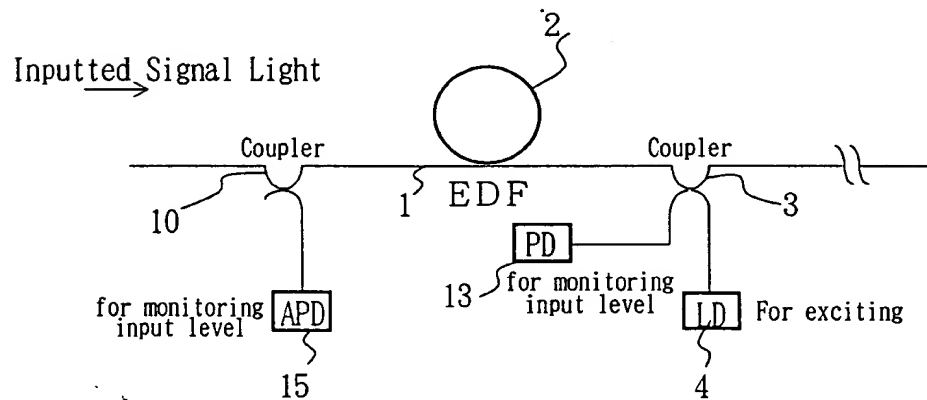 2
Inputted Signal Light
Coupler
Coupler
10
1
EDF
3
PD
13
for monitoring
input level
for monitoring
input level
APD
LD
For exciting
15
4